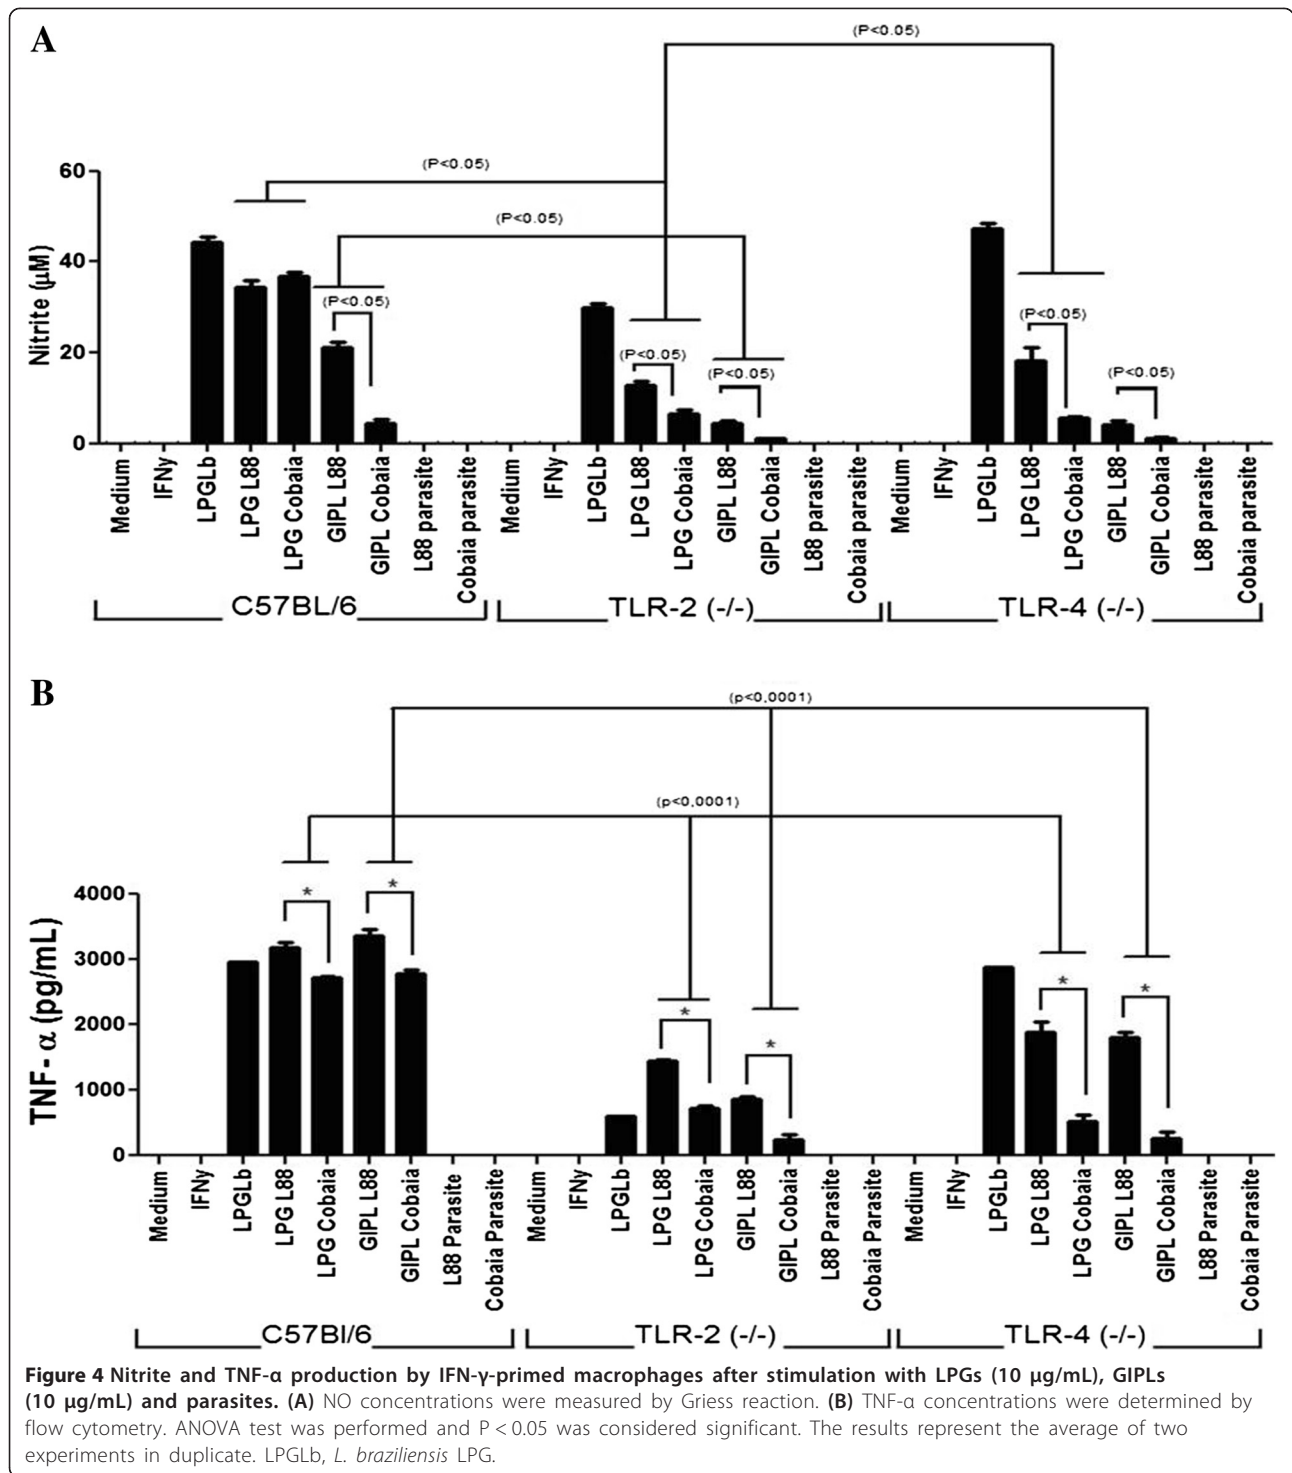 A
(P<0.05)
(P<0.05)
(P<0.05)
(P<0.05)
(P<0.05)
(P<0.05)
(P<0.05)
(P<0.05)
Nitrite (µM)
60
40
20
0
Medium
IFNy
LPGLb
LPG L88
LPG Cobaia
GIPL L88
GIPL Cobaia
L88 parasite
Cobaia parasite
Medium
IFNy
LPGLb
LPG L88
LPG Cobaia
GIPL L88
GIPL Cobaia
L88 parasite
Cobaia parasite
Medium
IFNy
LPGLb
LPG L88
LPG Cobaia
GIPL L88
GIPL Cobaia
L88 parasite
Cobaia parasite
C57BL/6 TLR-2 (-/-) TLR-4 (-/-)
B
(p<0,0001)
(p<0,0001)
* * * * * *
TNF- α (pg/mL)
4000
3000
2000
1000
0
Medium
IFNy
LPGLb
LPG L88
LPG Cobaia
GIPL L88
GIPL Cobaia
L88 Parasite
Cobaia Parasite
Medium
IFNy
LPGLb
LPG L88
LPG Cobaia
GIPL L88
GIPL Cobaia
L88 Parasite
Cobaia Parasite
Medium
IFNy
LPGLb
LPG L88
LPG Cobaia
GIPL L88
GIPL Cobaia
L88 Parasite
Cobaia Parasite
C57Bl/6 TLR-2 (-/-) TLR-4 (-/-)
Figure 4 Nitrite and TNF-α production by IFN-γ-primed macrophages after stimulation with LPGs (10 µg/mL), GIPLs
(10 µg/mL) and parasites. (A) NO concentrations were measured by Griess reaction. (B) TNF-α concentrations were determined by
flow cytometry. ANOVA test was performed and P < 0.05 was considered significant. The results represent the average of two
experiments in duplicate. LPGLb, L. braziliensis LPG.